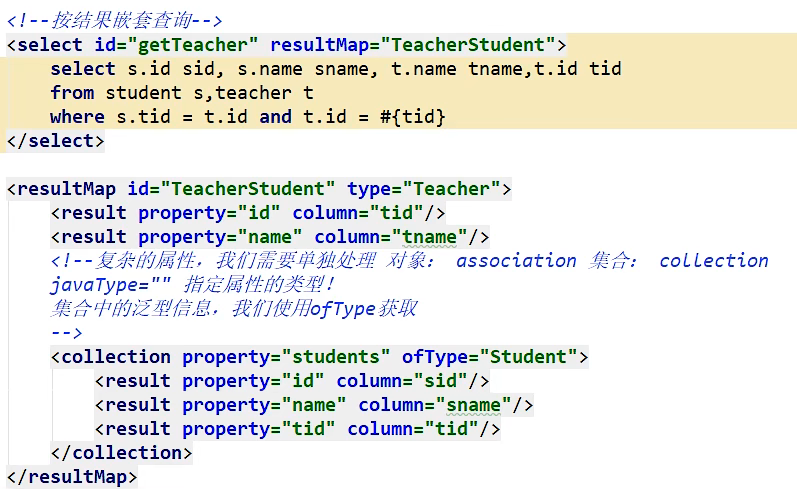 <!--按结果嵌套查询-->
<select id="getTeacher" resultMap="TeacherStudent">
    select s.id sid, s.name sname, t.name tname,t.id tid
    from student s,teacher t
    where s.tid = t.id and t.id = #{tid}
</select>

<resultMap id="TeacherStudent" type="Teacher">
    <result property="id" column="tid"/>
    <result property="name" column="tname"/>
    <!--复杂的属性，我们需要单独处理 对象： association 集合： collection
    javaType="" 指定属性的类型！
    集合中的泛型信息，我们使用ofType获取
    -->
    <collection property="students" ofType="Student">
        <result property="id" column="sid"/>
        <result property="name" column="sname"/>
        <result property="tid" column="tid"/>
    </collection>
</resultMap>